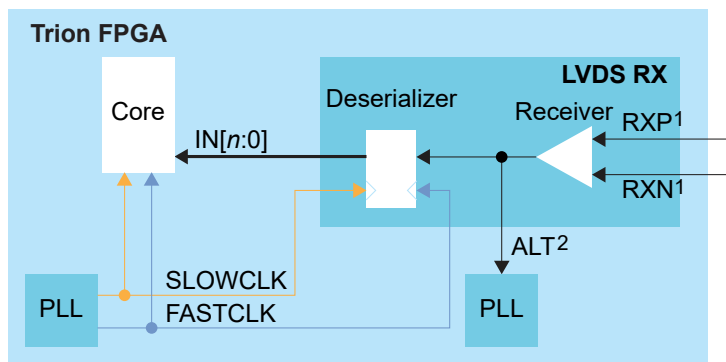 Trion FPGA
LVDS RX
Deserializer
Receiver
Core
RXP1
IN[n:0]
RXN1
ALT2
SLOWCLK
PLL
PLL
FASTCLK